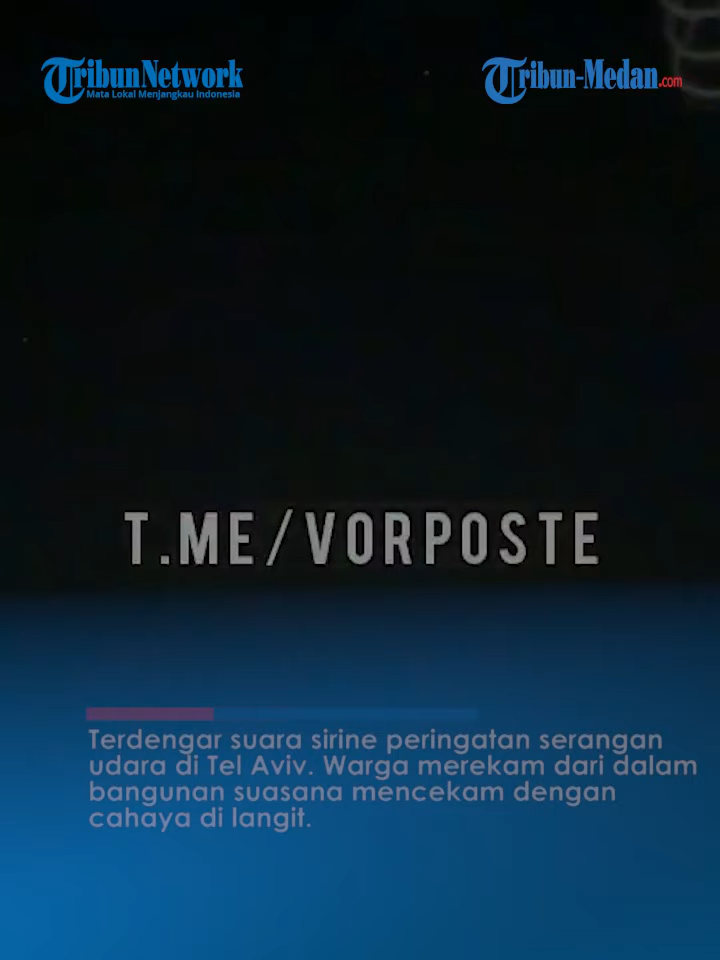 TribunNetwork
Mata Lokal Menjangkau Indonesia
Tribun-Medan.com
T.ME/VORPOSTE
Terdengar suara sirine peringatan serangan
udara di Tel Aviv. Warga merekam dari dalam
bangunan suasana mencekam dengan
cahaya di langit.